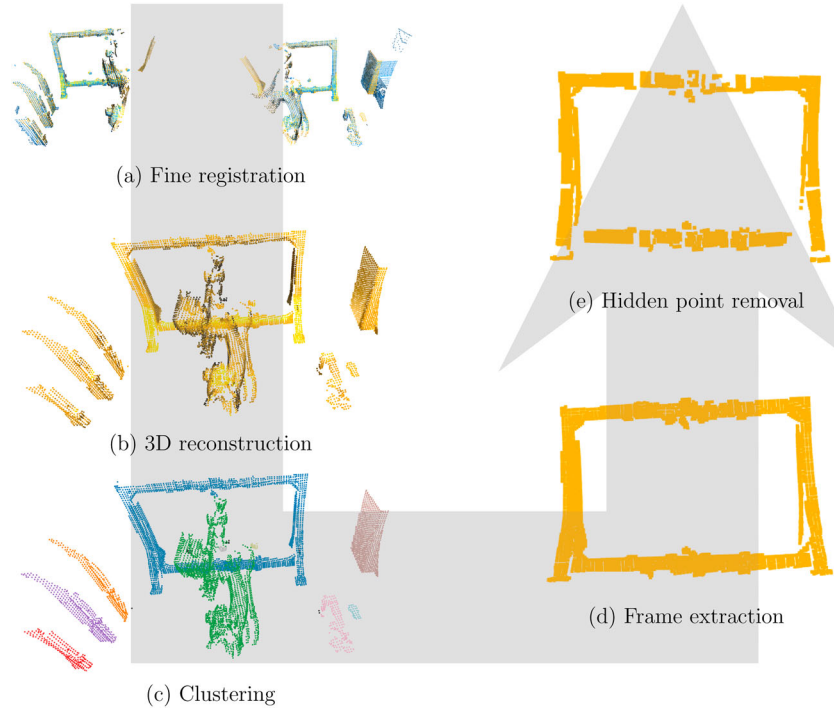 (a) Fine registration
(b) 3D reconstruction
(c) Clustering
(d) Frame extraction
(e) Hidden point removal